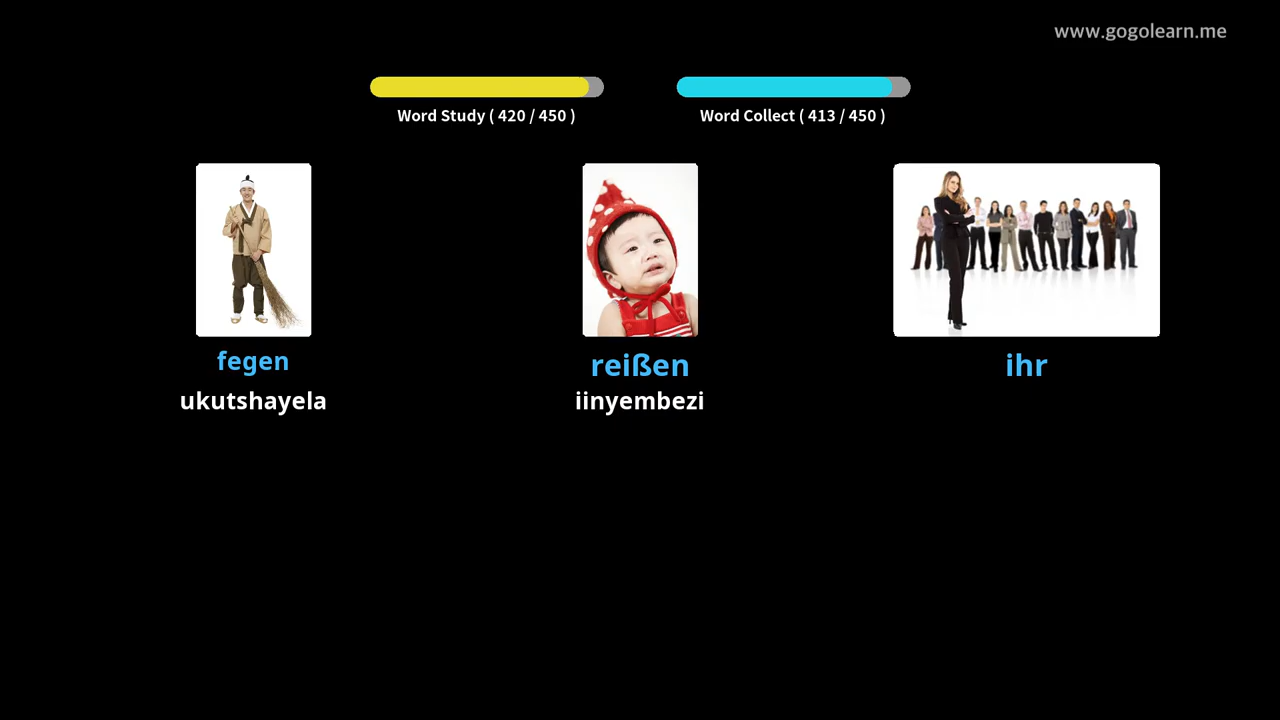 www.gogolearn.me
Word Study ( 420 / 450 )
Word Collect ( 413 / 450 )
fegen
reißen
ihr
ukutshayela
iinyembezi